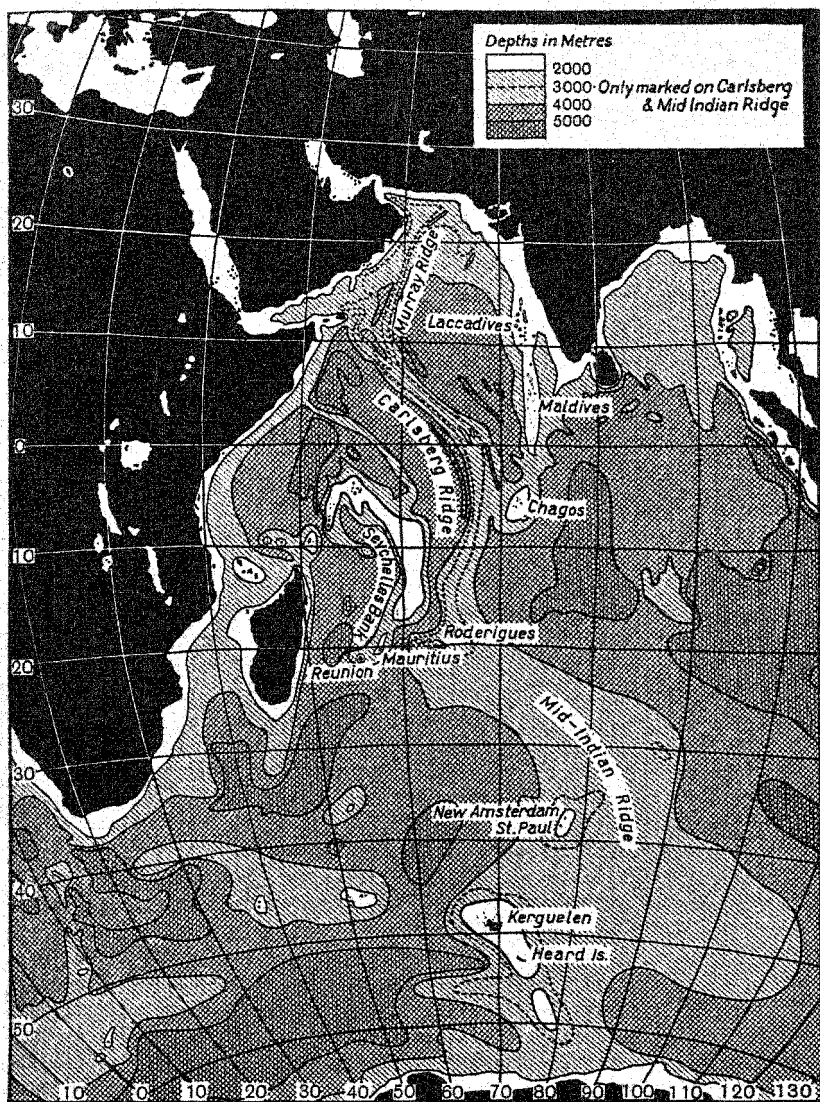 Depths in Metres
2000
3000 Only marked on Carlsberg
& Mid Indian Ridge
4000
5000
30
20
10
0
10
20
30
40
50
Murray Ridge
Laccadives
Maldives
Carlsberg Ridge
Chagos
Seychelles Bank
Roderigues
Mauritius
Reunion
Mid-Indian Ridge
New Amsterdam
St. Paul
Kerguelen
Heard Is.
10 0 10 20 30 40 50 60 70 80 90 100 110 120 130